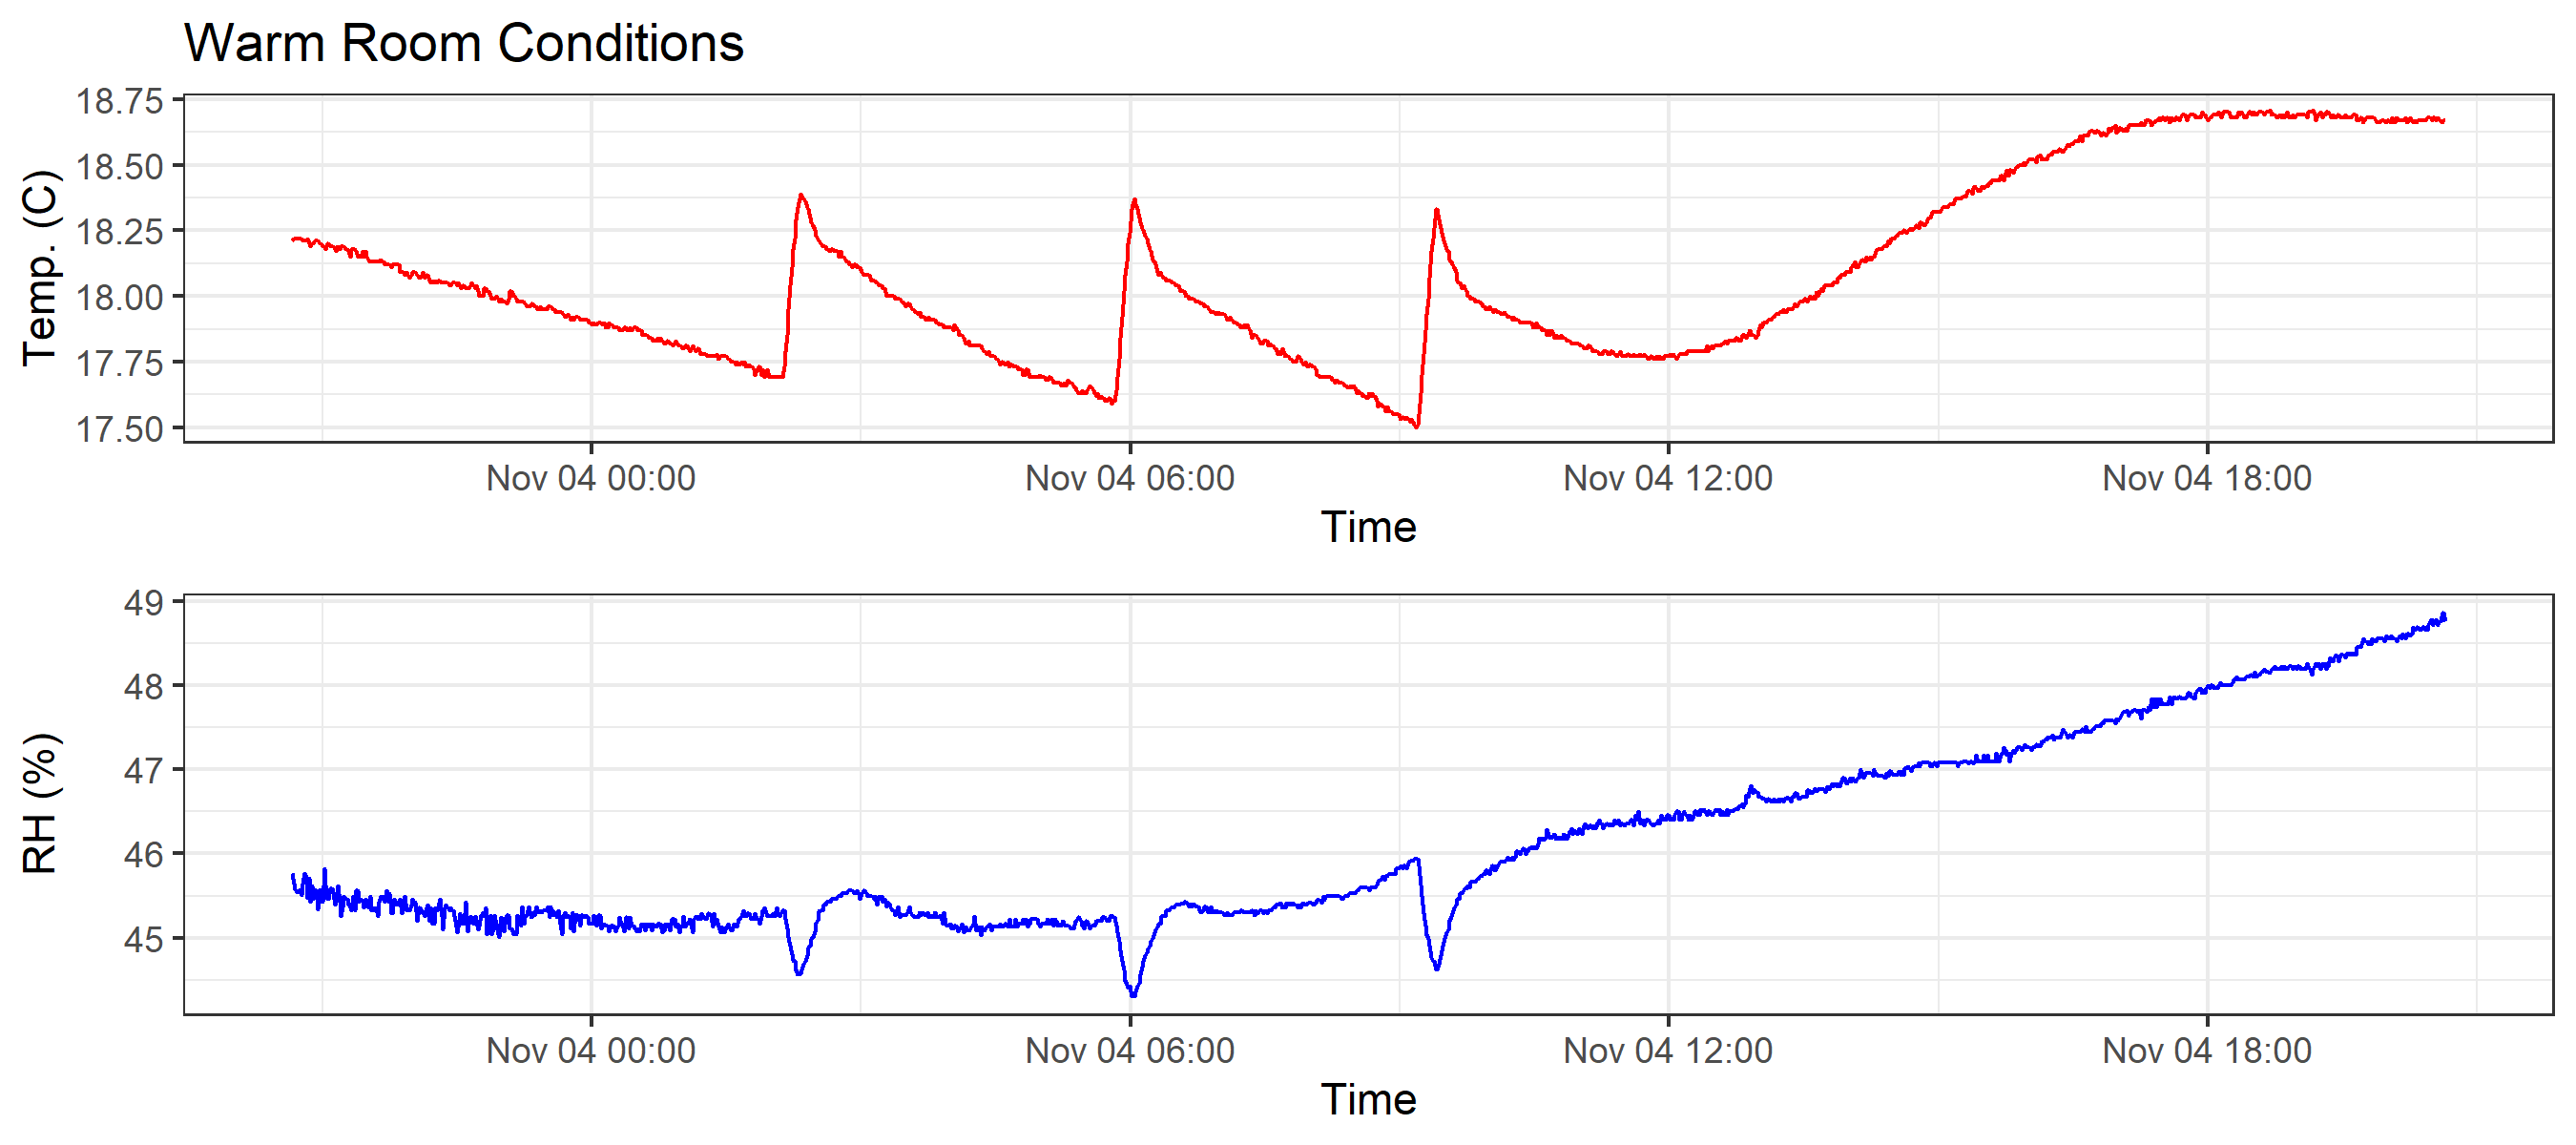 Warm Room Conditions
18.75
18.50
18.25
18.00
17.75
17.50
Temp. (C)
Nov 04 00:00 Nov 04 06:00 Nov 04 12:00 Nov 04 18:00
Time
49
48
47
46
45
RH (%)
Nov 04 00:00 Nov 04 06:00 Nov 04 12:00 Nov 04 18:00
Time